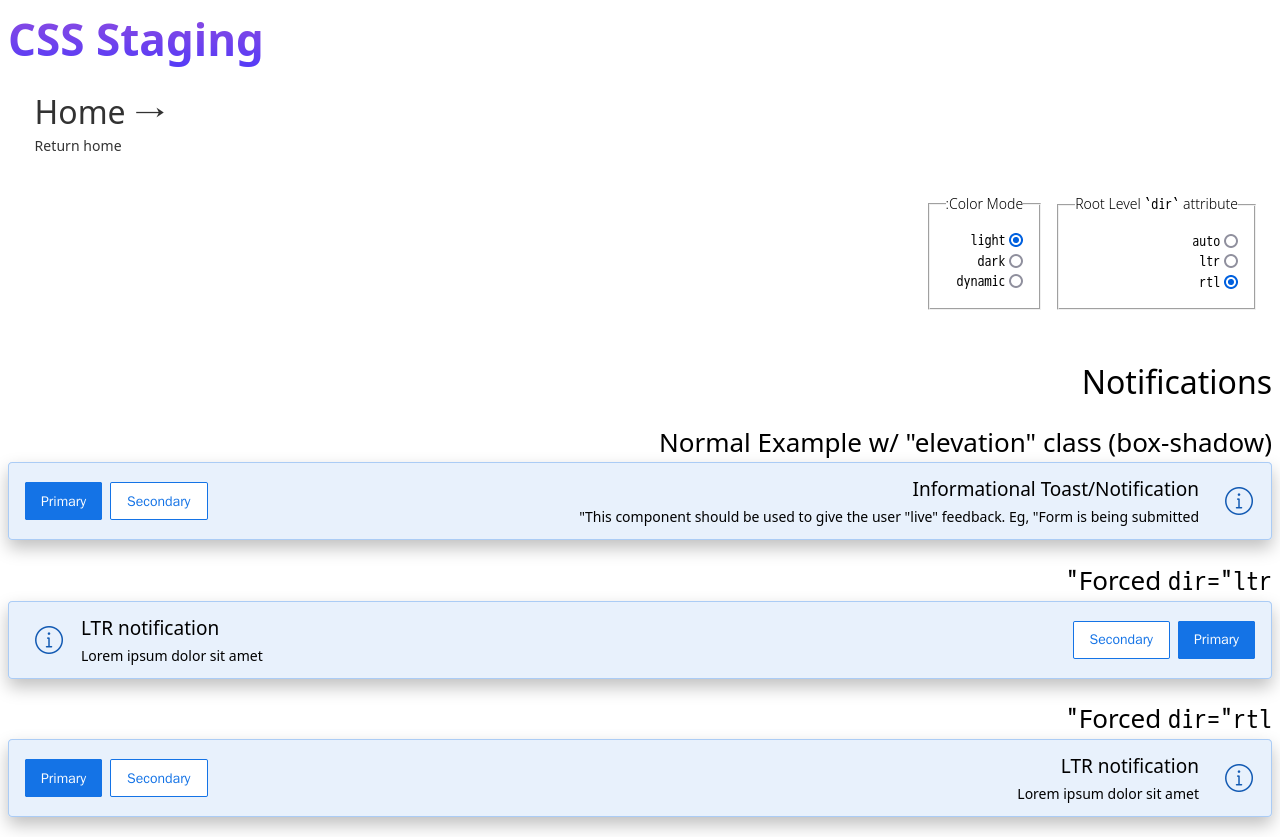 CSS Staging
Home →
Return home
Root Level `dir` attribute
auto
ltr
rtl
:Color Mode
light
dark
dynamic
Notifications
Normal Example w/ "elevation" class (box-shadow)
Informational Toast/Notification
"This component should be used to give the user "live" feedback. Eg, "Form is being submitted
Secondary
Primary
"Forced dir="ltr
LTR notification
Lorem ipsum dolor sit amet
Secondary
Primary
"Forced dir="rtl
LTR notification
Lorem ipsum dolor sit amet
Secondary
Primary